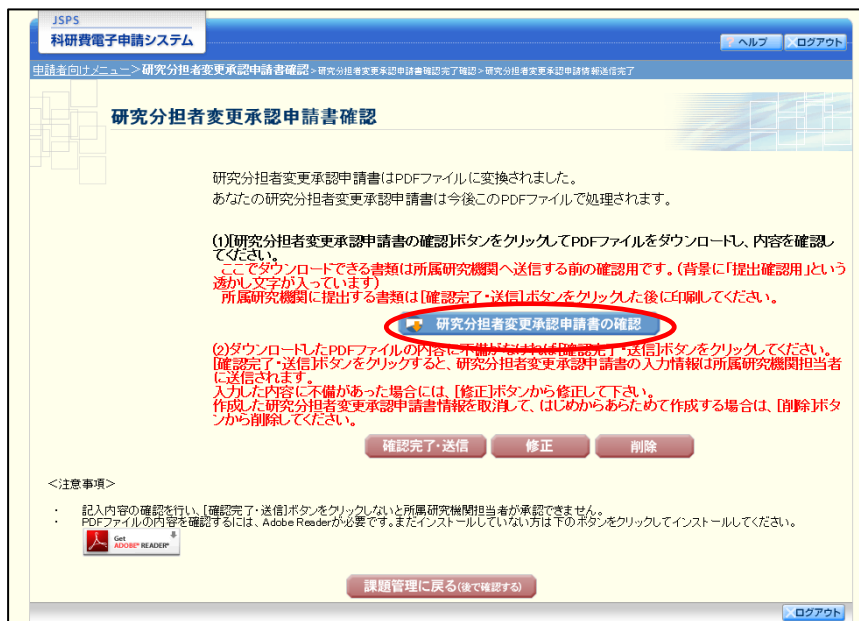 JSPS
科研費電子申請システム
ヘルプ
ログアウト
申請者向けメニュー>研究分担者変更承認申請書確認>研究分担者変更承認申請書確認完了確認>研究分担者変更承認申請情報送信完了
研究分担者変更承認申請書確認
研究分担者変更承認申請書はPDFファイルに変換されました。
あなたの研究分担者変更承認申請書は今後このPDFファイルで処理されます。
(1)[研究分担者変更承認申請書の確認]ボタンをクリックしてPDFファイルをダウンロードし、内容を確認し
てください。
ここでダウンロードできる書類は所属研究機関へ送信する前の確認用です。(背景に「提出確認用」という
透かし文字が入っています)
所属研究機関に提出する書類は[確認完了・送信]ボタンをクリックした後に印刷してください。
研究分担者変更承認申請書の確認
(2)ダウンロードしたPDFファイルの内容に不備がなければ[確認完了・送信]ボタンをクリックしてください。
[確認完了・送信]ボタンをクリックすると、研究分担者変更承認申請書の入力情報は所属研究機関担当者
に送信されます。
入力した内容に不備があった場合には、[修正]ボタンから修正して下さい。
作成した研究分担者変更承認申請書情報を取消して、はじめからあらためて作成する場合は、[削除]ボタ
ンから削除してください。
確認完了・送信
修正
削除
<注意事項>
・ 記入内容の確認を行い、[確認完了・送信]ボタンをクリックしないと所属研究機関担当者が承認できません。
・ PDFファイルの内容を確認するには、Adobe Readerが必要です。まだインストールしていない方は下のボタンをクリックしてインストールしてください。
Get
ADOBE® READER®
課題管理に戻る(後で確認する)
ログアウト